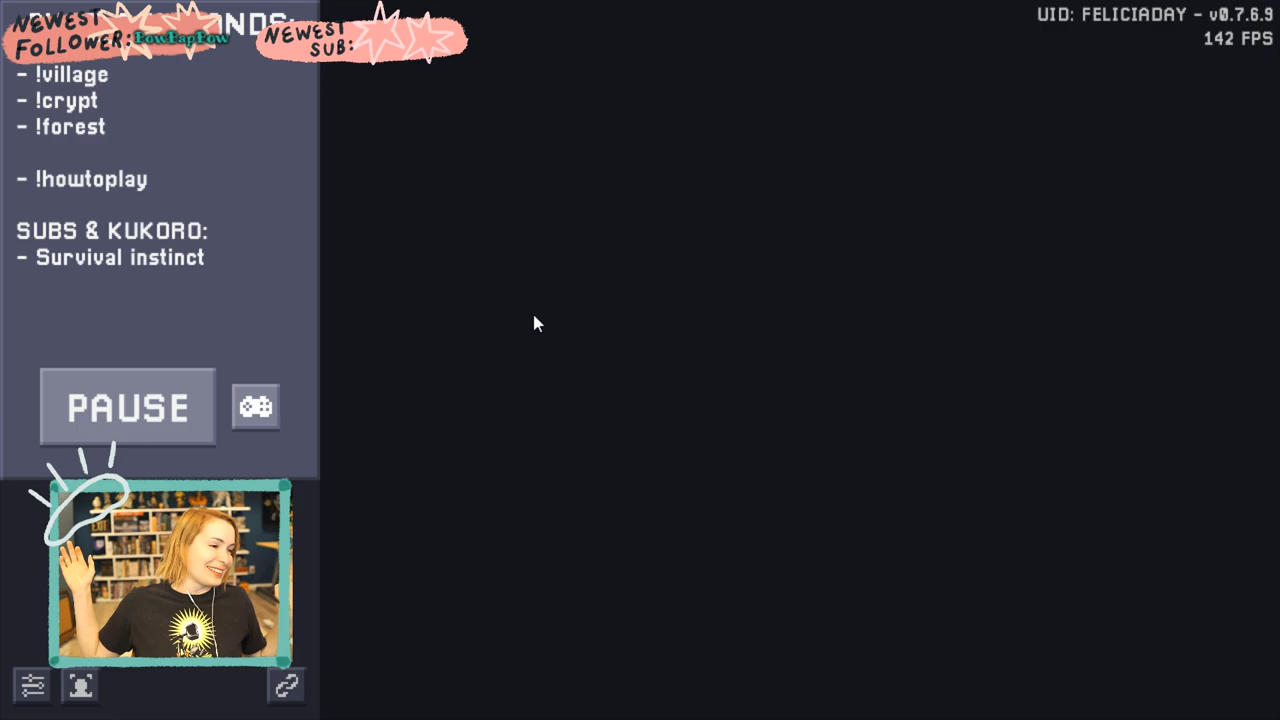 NEWEST
FOLLOWER: PowPapPow
NEWEST
SUB:
- !village
- !crypt
- !forest
- !howtoplay
SUBS & KUKORO:
- Survival instinct
PAUSE
UID: FELICIADAY - v0.7.6.9
142 FPS